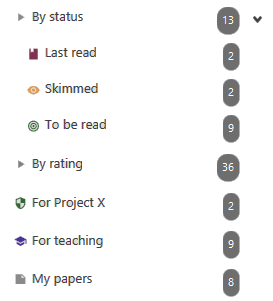 By status 13
Last read 2
Skimmed 2
To be read 9
By rating 36
For Project X 2
For teaching 9
My papers 8